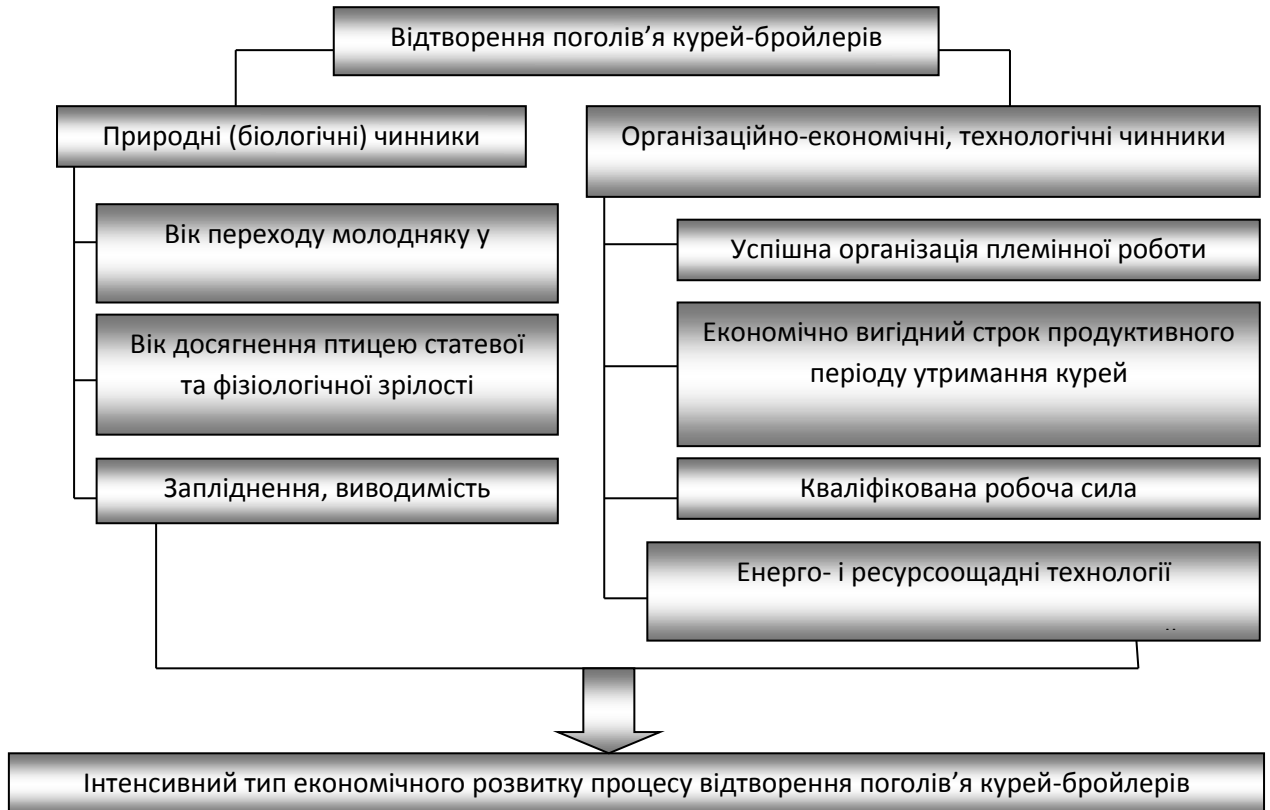 Відтворення поголів’я курей-бройлерів
Природні (біологічні) чинники
Вік переходу молодняку у
Вік досягнення птицею статевої
та фізіологічної зрілості
Запліднення, виводимість
Організаційно-економічні, технологічні чинники
Успішна організація племінної роботи
Економічно вигідний строк продуктивного
періоду утримання курей
Кваліфікована робоча сила
Енерго- і ресурсоощадні технології
Інтенсивний тип економічного розвитку процесу відтворення поголів’я курей-бройлерів